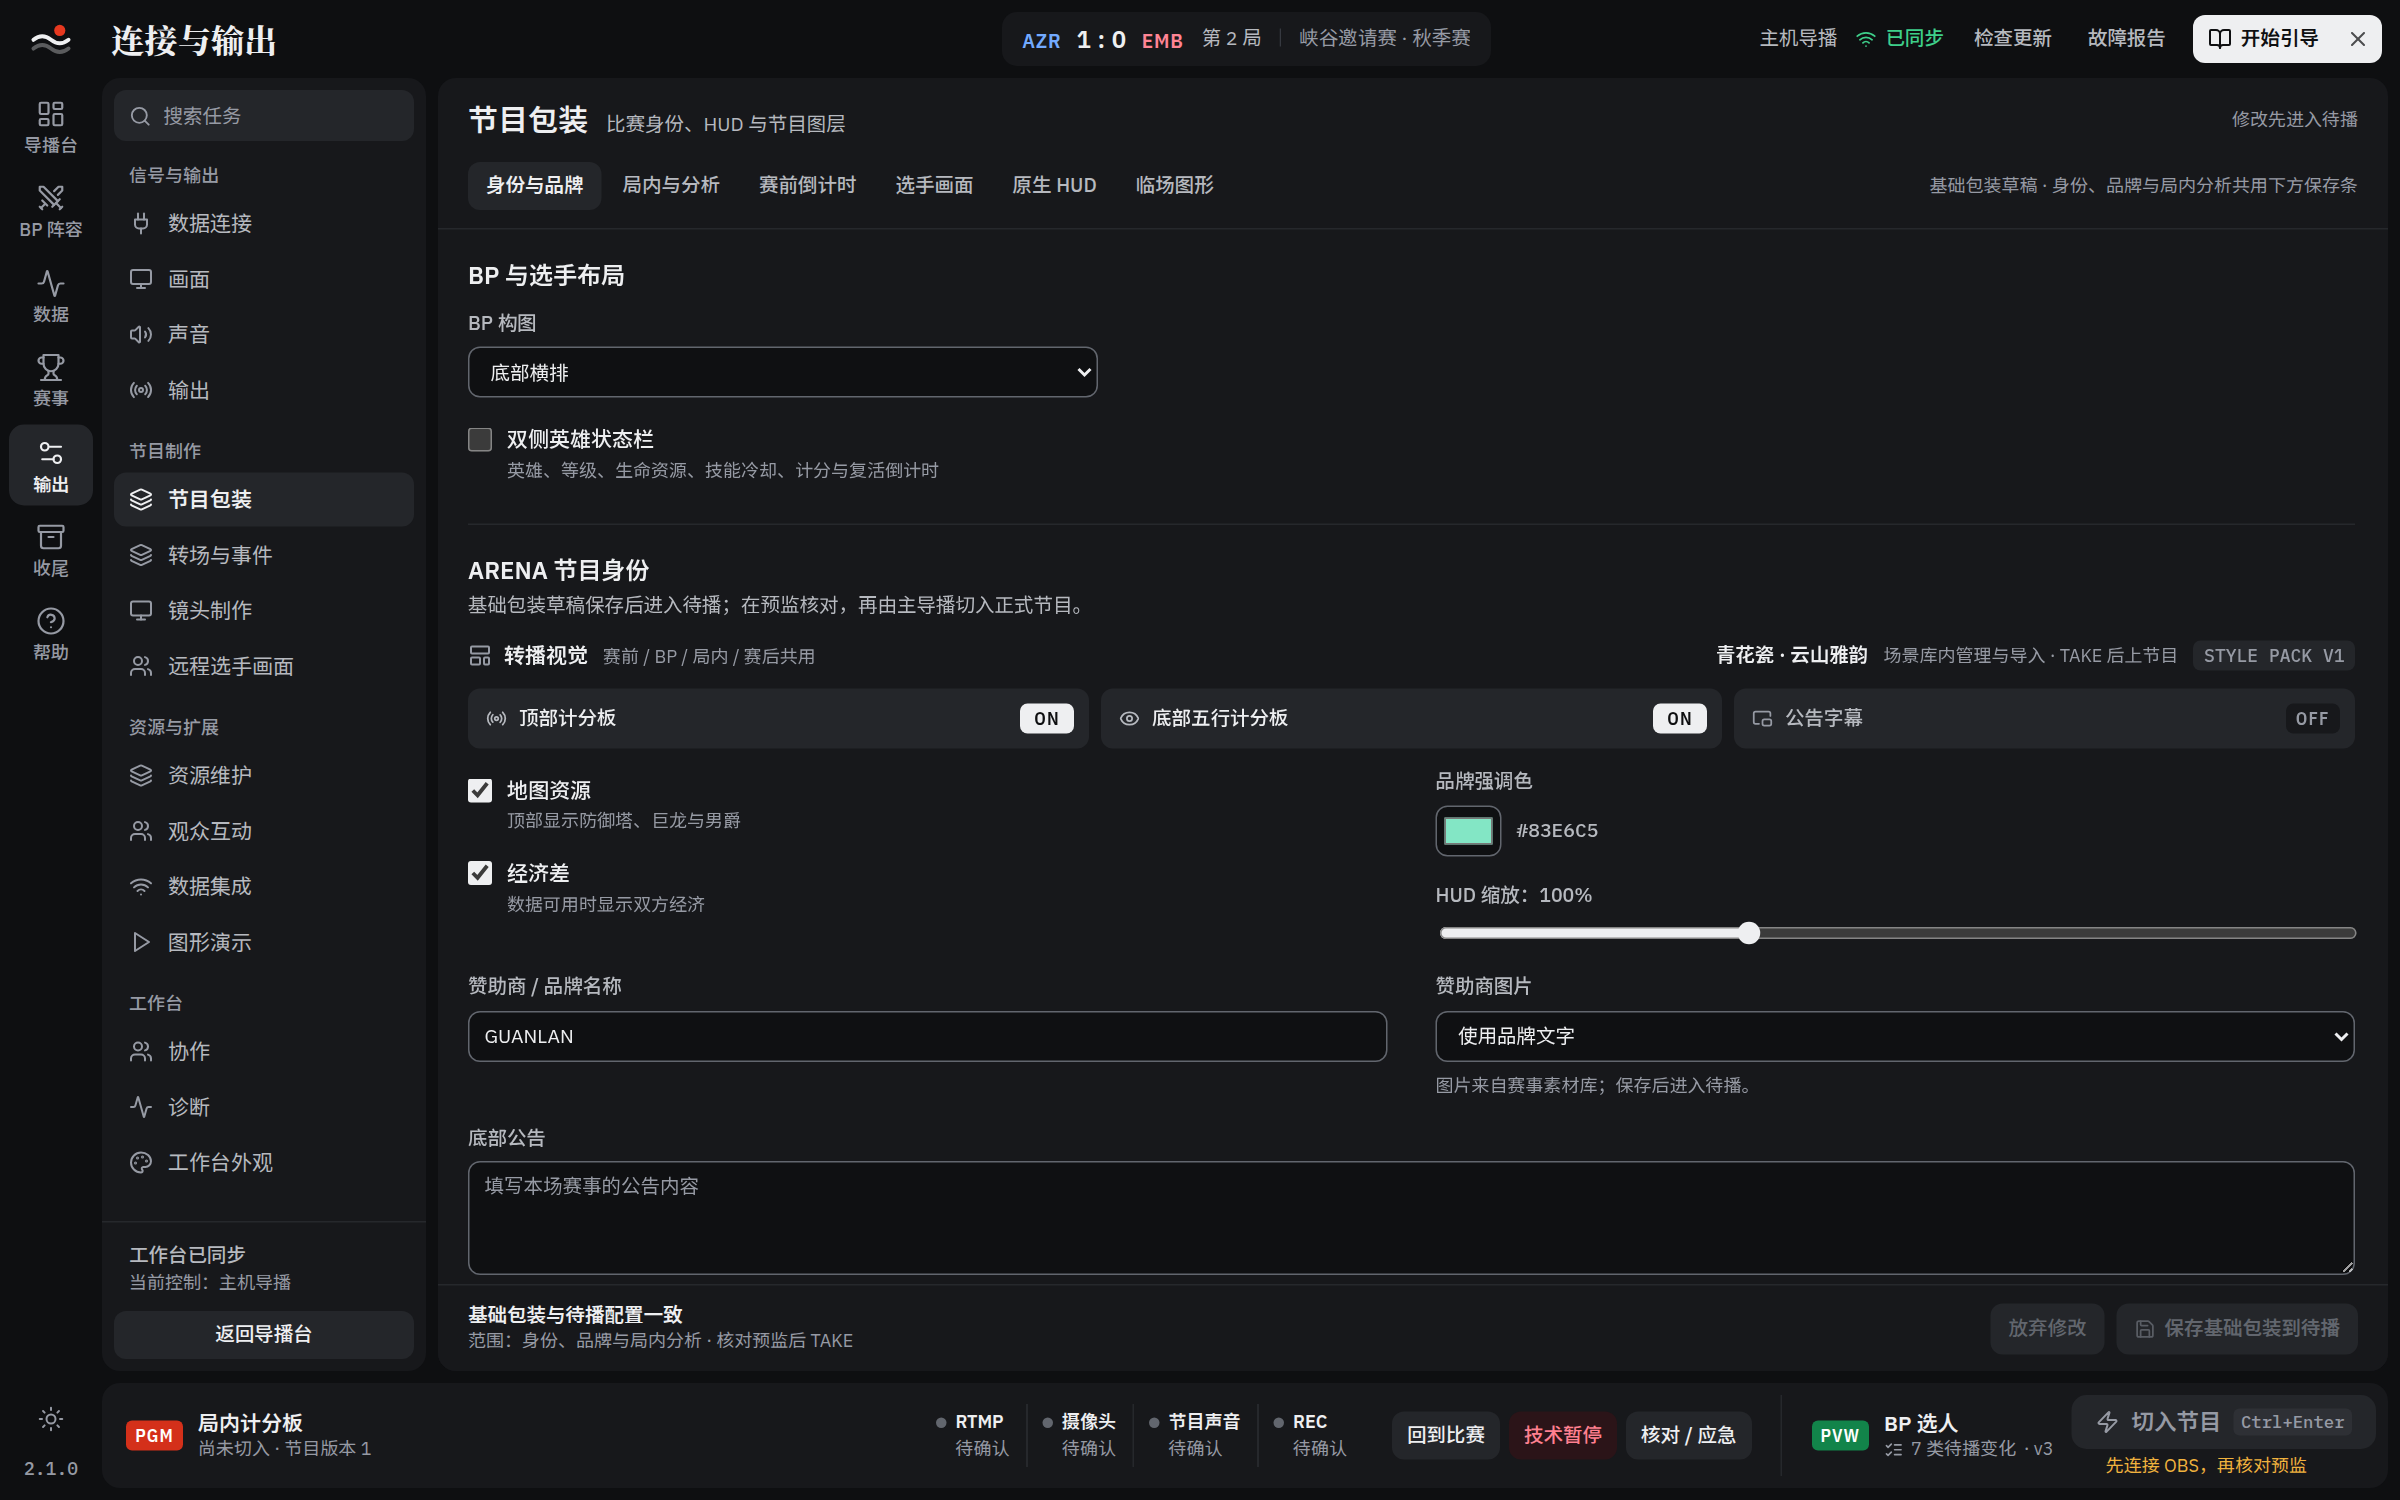 连接与输出
AZR 1 : 0 EMB 第 2 局 峡谷邀请赛 · 秋季赛
主机导播 已同步 检查更新 故障报告 开始引导
导播台
BP 阵容
数据
赛事
输出
收尾
帮助
2.1.0
搜索任务
信号与输出
数据连接
画面
声音
输出
节目制作
节目包装
转场与事件
镜头制作
远程选手画面
资源与扩展
资源维护
观众互动
数据集成
图形演示
工作台
协作
诊断
工作台外观
工作台已同步
当前控制：主机导播
返回导播台
节目包装 比赛身份、HUD 与节目图层 修改先进入待播
身份与品牌 局内与分析 赛前倒计时 选手画面 原生 HUD 临场图形 基础包装草稿 · 身份、品牌与局内分析共用下方保存条
BP 与选手布局
BP 构图
底部横排
双侧英雄状态栏
英雄、等级、生命资源、技能冷却、计分与复活倒计时
ARENA 节目身份
基础包装草稿保存后进入待播；在预监核对，再由主导播切入正式节目。
转播视觉 赛前 / BP / 局内 / 赛后共用 青花瓷 · 云山雅韵 场景库内管理与导入 · TAKE 后上节目 STYLE PACK V1
顶部计分板 ON 底部五行计分板 ON 公告字幕 OFF
地图资源
顶部显示防御塔、巨龙与男爵
经济差
数据可用时显示双方经济
品牌强调色
#83E6C5
HUD 缩放：100%
赞助商 / 品牌名称
GUANLAN
赞助商图片
使用品牌文字
图片来自赛事素材库；保存后进入待播。
底部公告
填写本场赛事的公告内容
基础包装与待播配置一致
范围：身份、品牌与局内分析 · 核对预监后 TAKE
放弃修改 保存基础包装到待播
PGM 局内计分板
尚未切入 · 节目版本 1
RTMP 待确认
摄像头 待确认
节目声音 待确认
REC 待确认
回到比赛 技术暂停 核对 / 应急
PVW BP 选人
7 类待播变化 · v3
切入节目 Ctrl+Enter
先连接 OBS，再核对预监